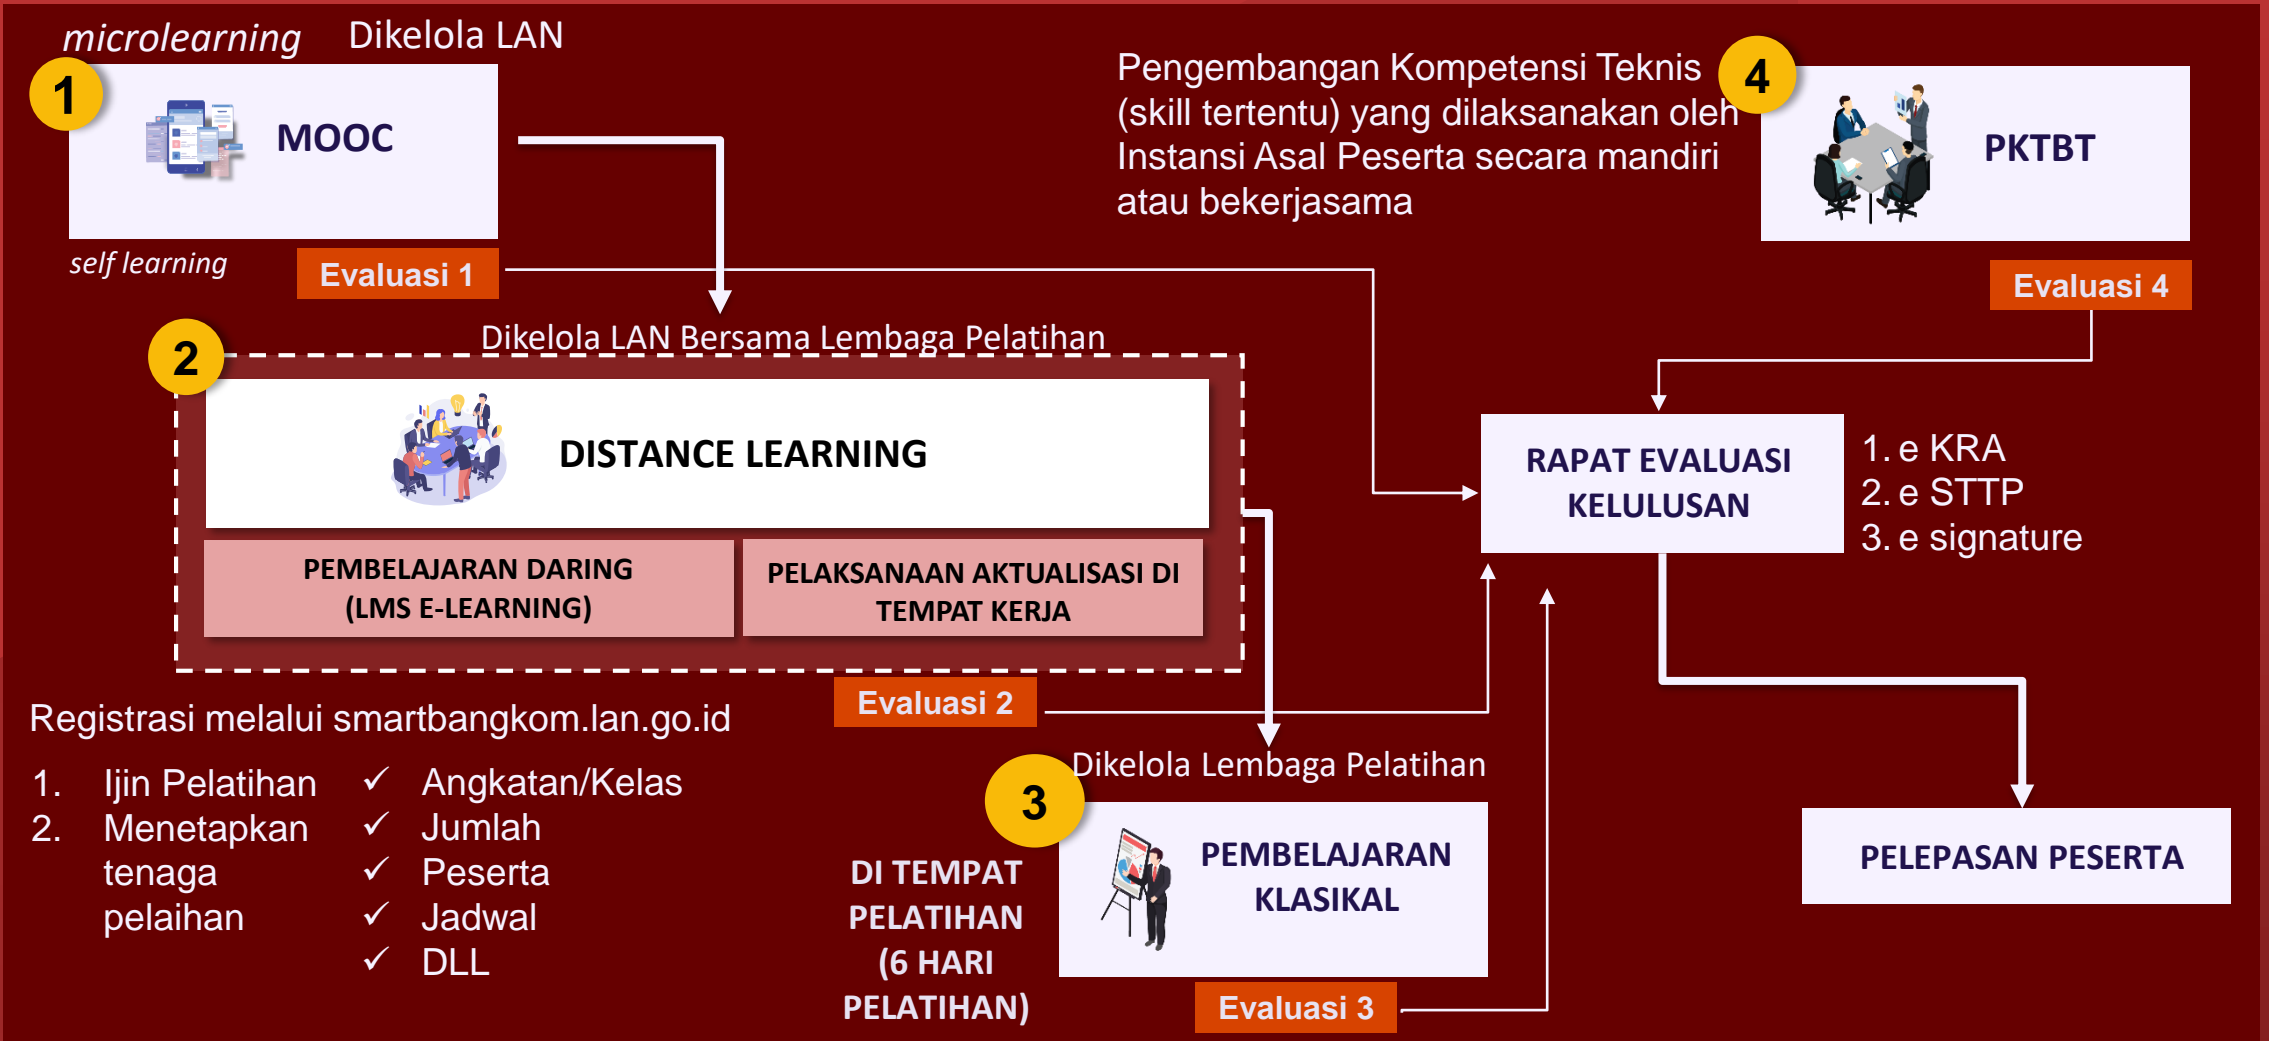 microlearning
Dikelola LAN
1
MOOC
self learning
Evaluasi 1
Pengembangan Kompetensi Teknis
(skill tertentu) yang dilaksanakan oleh
Instansi Asal Peserta secara mandiri
atau bekerjasama
4
PKTBT
Evaluasi 4
Dikelola LAN Bersama Lembaga Pelatihan
2
DISTANCE LEARNING
PEMBELAJARAN DARING
(LMS E-LEARNING)
PELAKSANAAN AKTUALISASI DI
TEMPAT KERJA
Evaluasi 2
RAPAT EVALUASI
KELULUSAN
1. e KRA
2. e STTP
3. e signature
Registrasi melalui smartbangkom.lan.go.id
1. Ijin Pelatihan
2. Menetapkan
tenaga
pelaihan
✓ Angkatan/Kelas
✓ Jumlah
✓ Peserta
✓ Jadwal
✓ DLL
Dikelola Lembaga Pelatihan
3
PEMBELAJARAN
KLASIKAL
DI TEMPAT
PELATIHAN
(6 HARI
PELATIHAN)
Evaluasi 3
PELEPASAN PESERTA